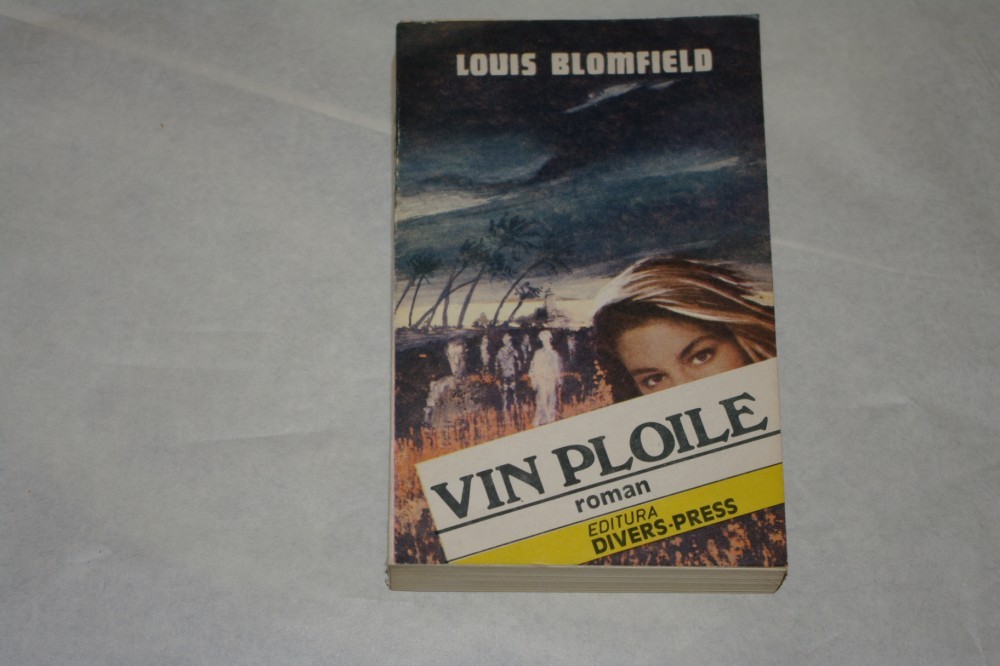 LOUIS BLOMFIELD
VIN PLOILE
roman
EDITURA
DIVERS-PRESS